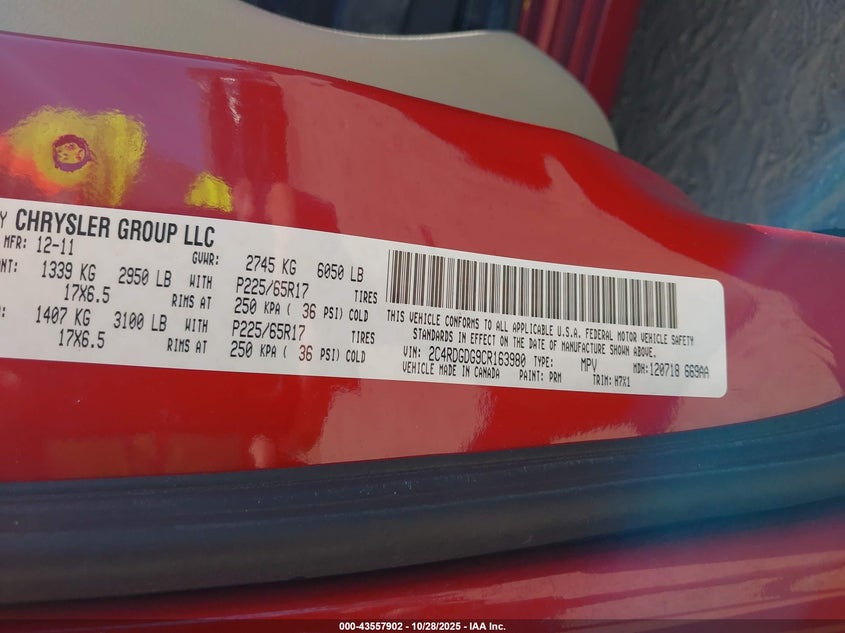 Y CHRYSLER GROUP LLC
MFR: 12-11 GVWR: 2745 KG 6050 LB
NT: 1339 KG 2950 LB WITH P225/65R17 TIRES
17X6.5 RIMS AT 250 KPA ( 36 PSI) COLD
: 1407 KG 3100 LB WITH P225/65R17 TIRES
17X6.5 RIMS AT 250 KPA ( 36 PSI) COLD
THIS VEHICLE CONFORMS TO ALL APPLICABLE U.S.A. FEDERAL MOTOR VEHICLE SAFETY
STANDARDS IN EFFECT ON THE DATE OF MANUFACTURE SHOWN ABOVE.
VIN: 2C4RDGDG9CR163980 TYPE: MPV MDH: 120718 669AA
VEHICLE MADE IN CANADA PAINT: PRM TRIM: H7X1
000-43557902 - 10/28/2025 - IAA Inc.